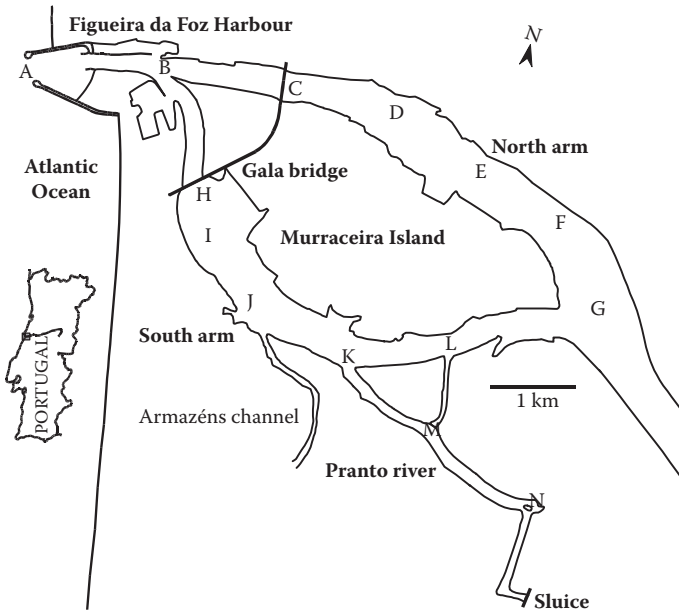 Figueira da Foz Harbour
N
A
B
C
D
North arm
E
Atlantic
Ocean
Gala bridge
H
F
I
Murraceira Island
J
G
South arm
K
L
PORTUGAL
1 km
Armazéns channel
M
Pranto river
N
Sluice